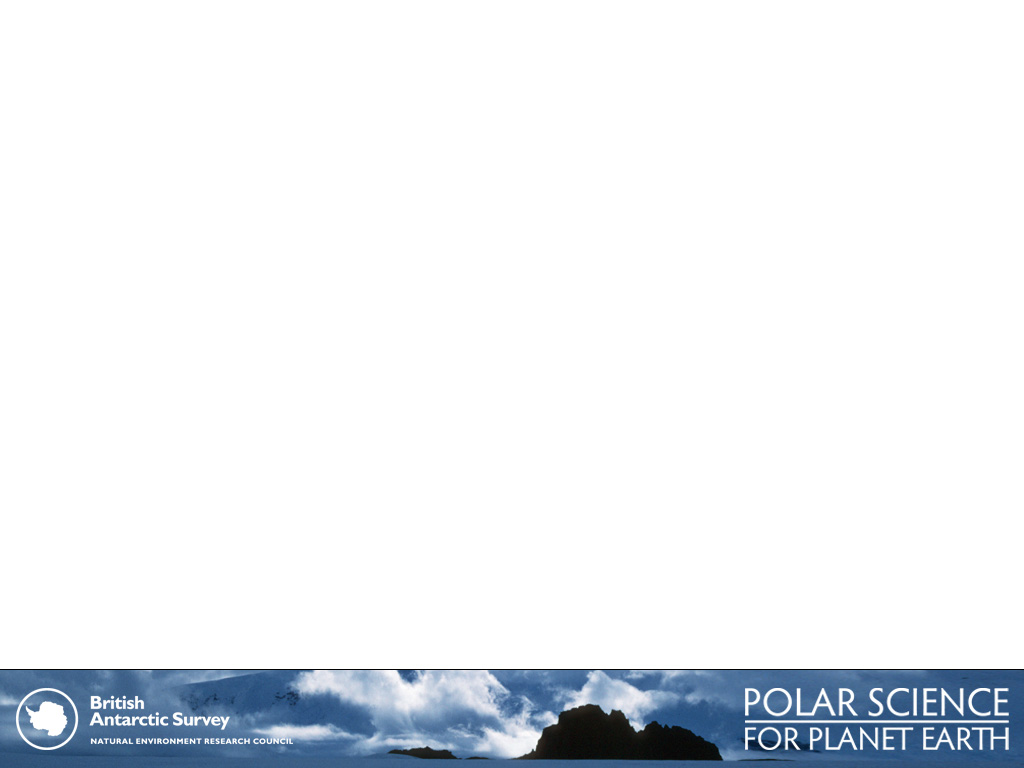 British
Antarctic Survey
NATURAL ENVIRONMENT RESEARCH COUNCIL
POLAR SCIENCE
FOR PLANET EARTH